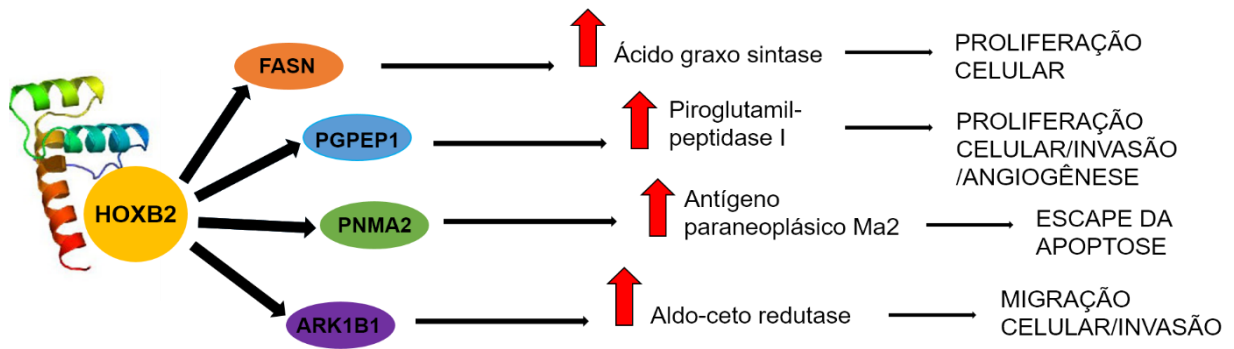 HOXB2
FASN
Ácido graxo sintase
PROLIFERAÇÃO
CELULAR
PGPEP1
Piroglutamil-
peptidase I
PROLIFERAÇÃO
CELULAR/INVASÃO
/ANGIOGÊNESE
PNMA2
Antígeno
paraneoplásico Ma2
ESCAPE DA
APOPTOSE
ARK1B1
Aldo-ceto redutase
MIGRAÇÃO
CELULAR/INVASÃO